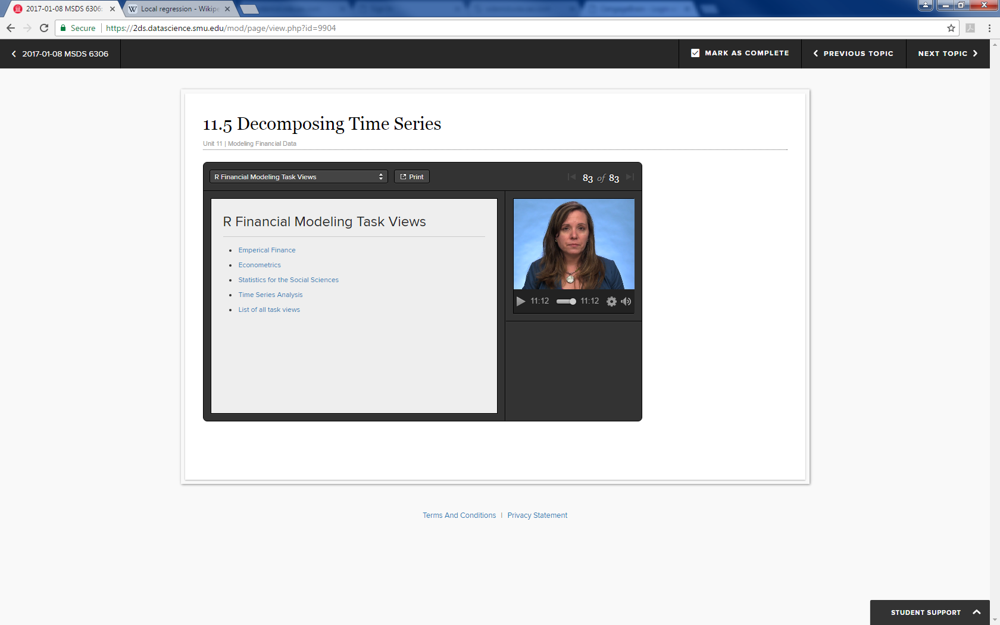 2017-01-08 MSDS 6306:
Local regression - Wikipe
Secure
https://2ds.datascience.smu.edu/mod/page/view.php?id=9904
2017-01-08 MSDS 6306
MARK AS COMPLETE
PREVIOUS TOPIC
NEXT TOPIC
11.5 Decomposing Time Series
Unit 11 | Modeling Financial Data
R Financial Modeling Task Views
Print
83 of 83
R Financial Modeling Task Views
Emperical Finance
Econometrics
Statistics for the Social Sciences
Time Series Analysis
List of all task views
11:12
11:12
Terms And Conditions | Privacy Statement
STUDENT SUPPORT